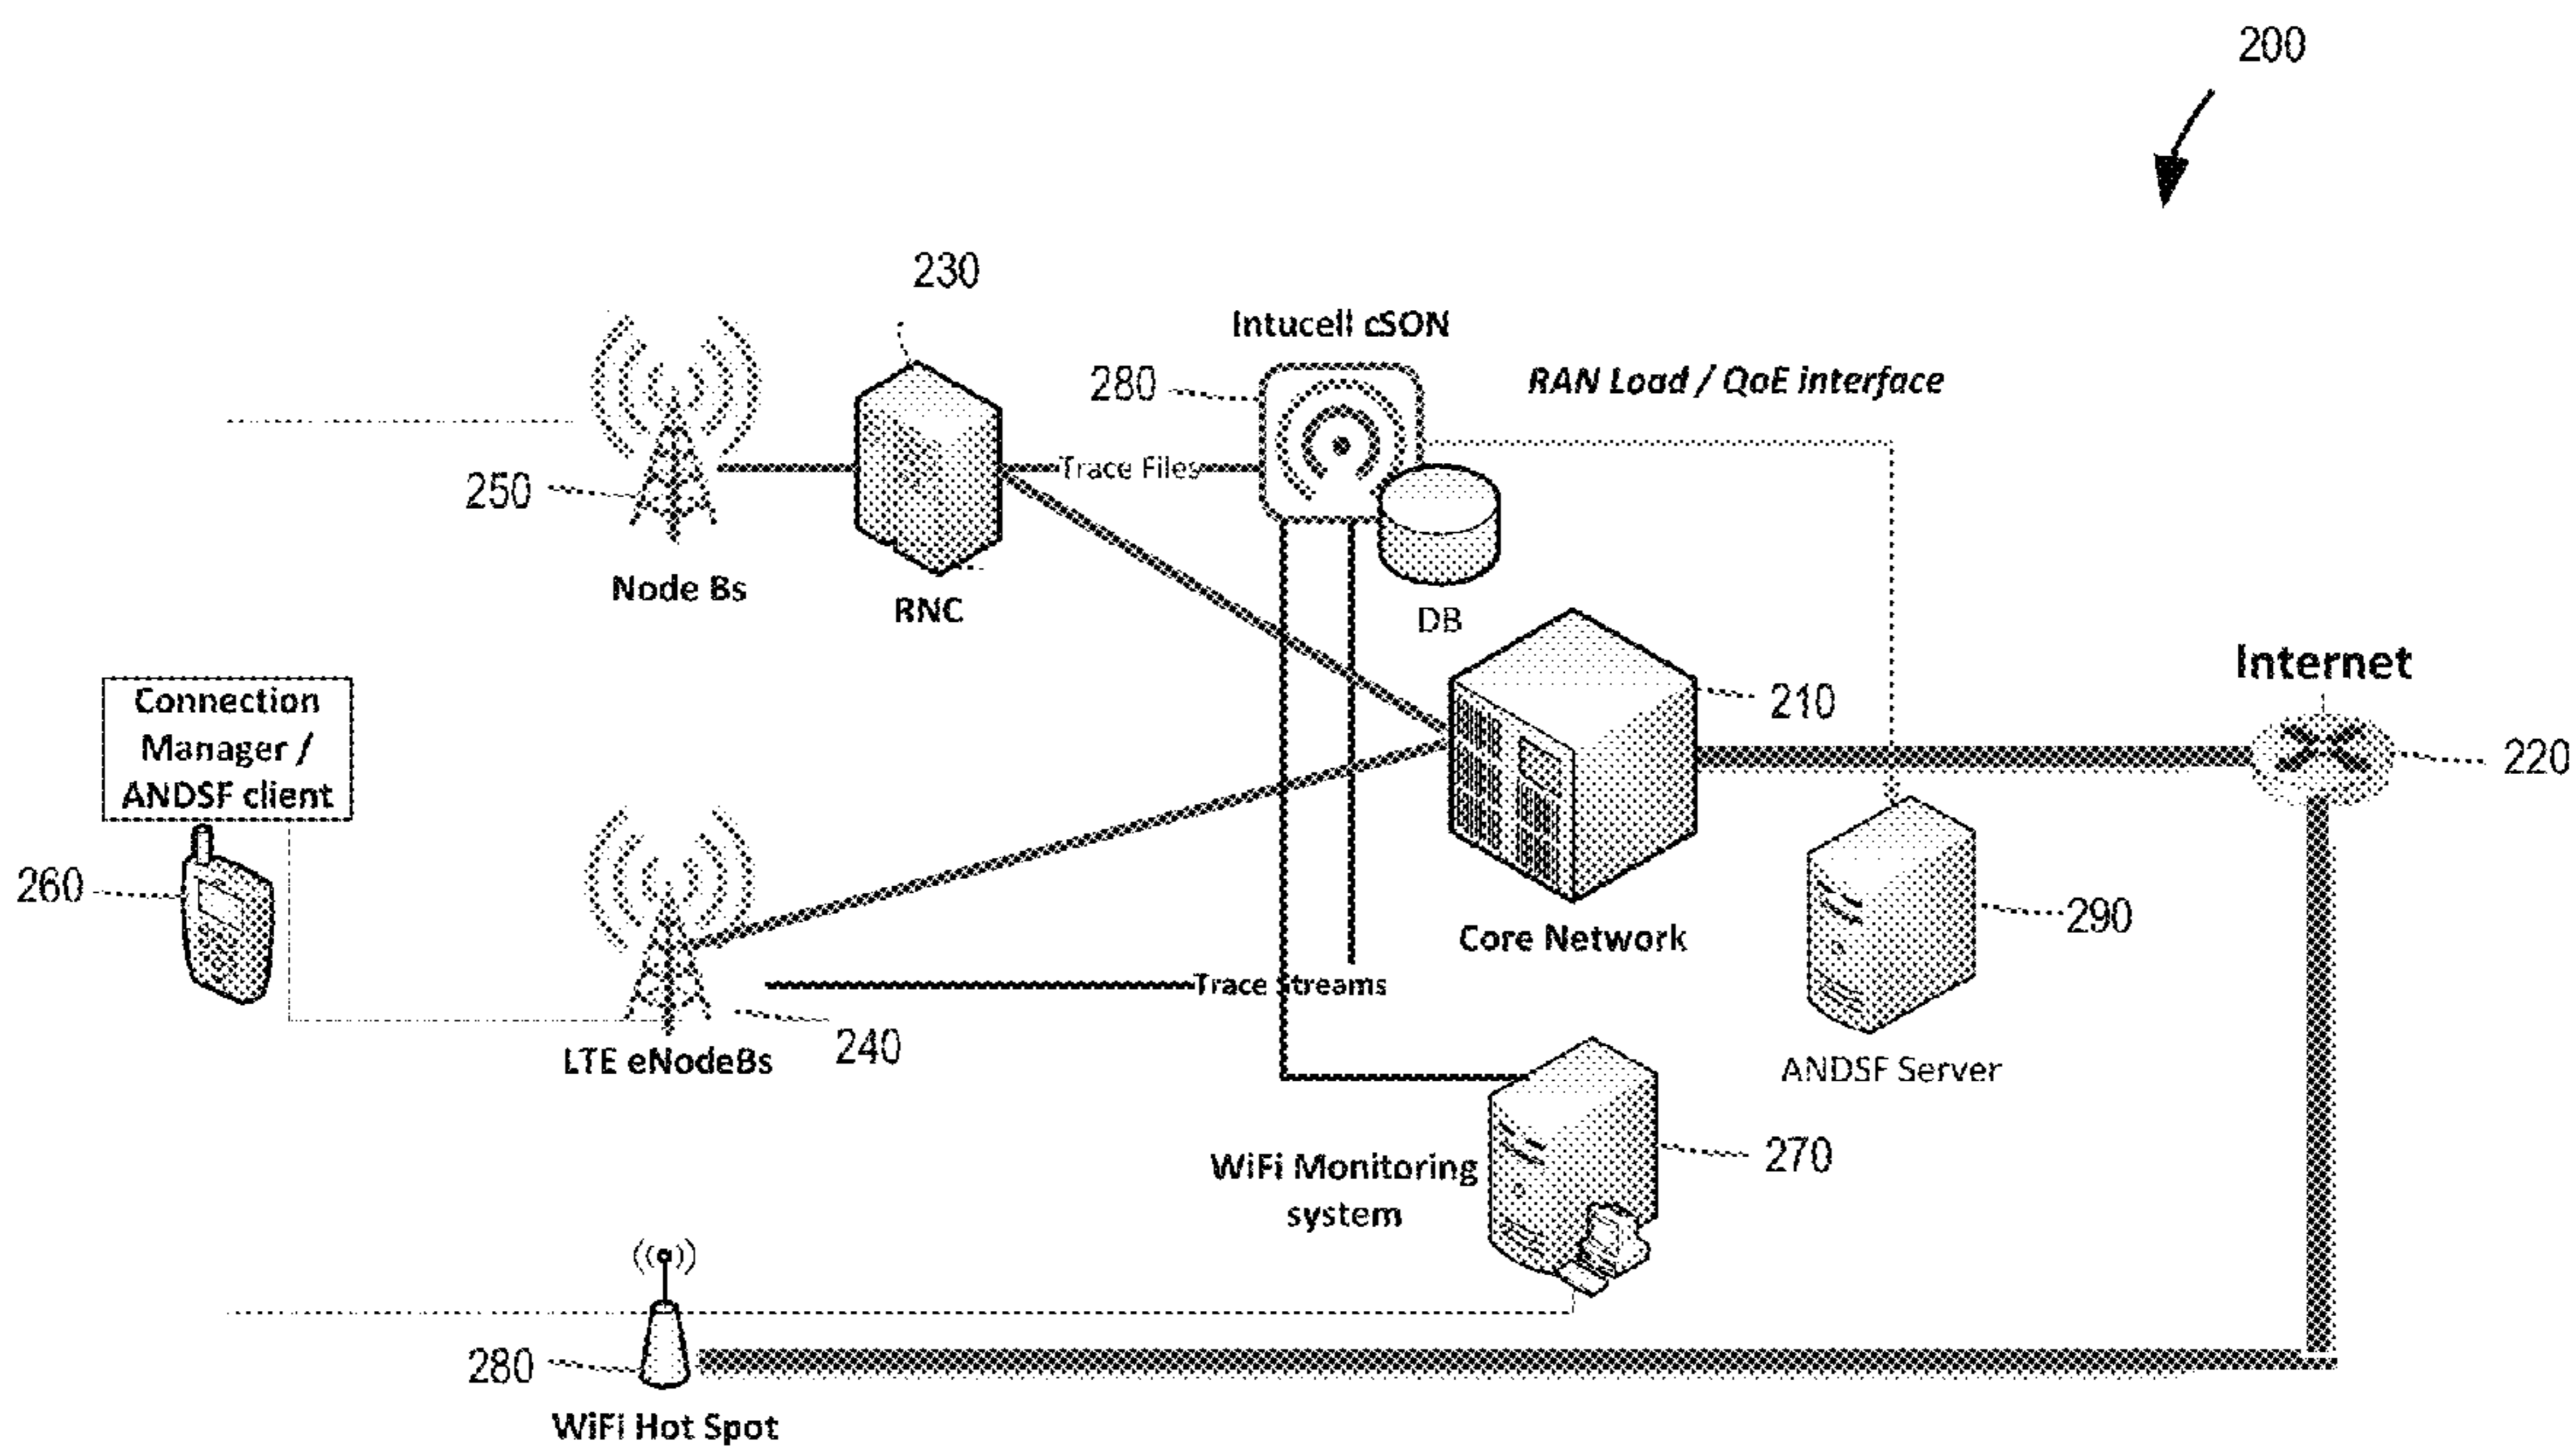 200
230
Intucell cSON
280
RAN Load / QoE interface
Trace Files
250
Node Bs
RNC
DB
Internet
Connection
Manager /
ANDSF client
210
220
260
290
Core Network
Trace Streams
240
LTE eNodeBs
ANDSF Server
WiFi Monitoring
system
270
280
WiFi Hot Spot